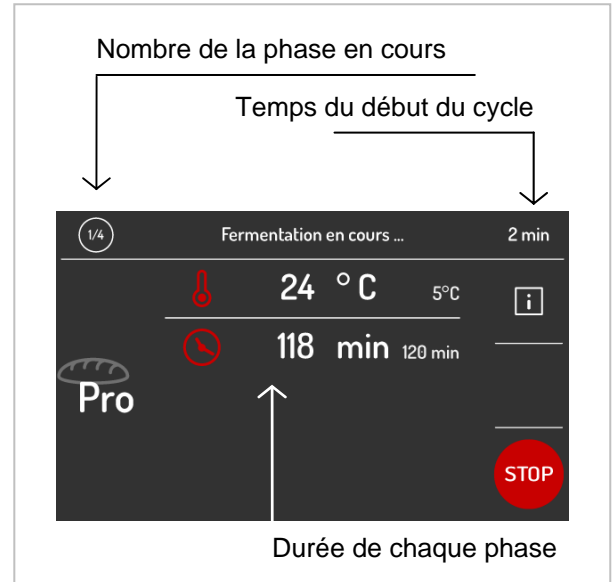 Nombre de la phase en cours
Temps du début du cycle
1/4 Fermentation en cours ... 2 min
24 °C 5°C
i
118 min 120 min
Pro
STOP
Durée de chaque phase